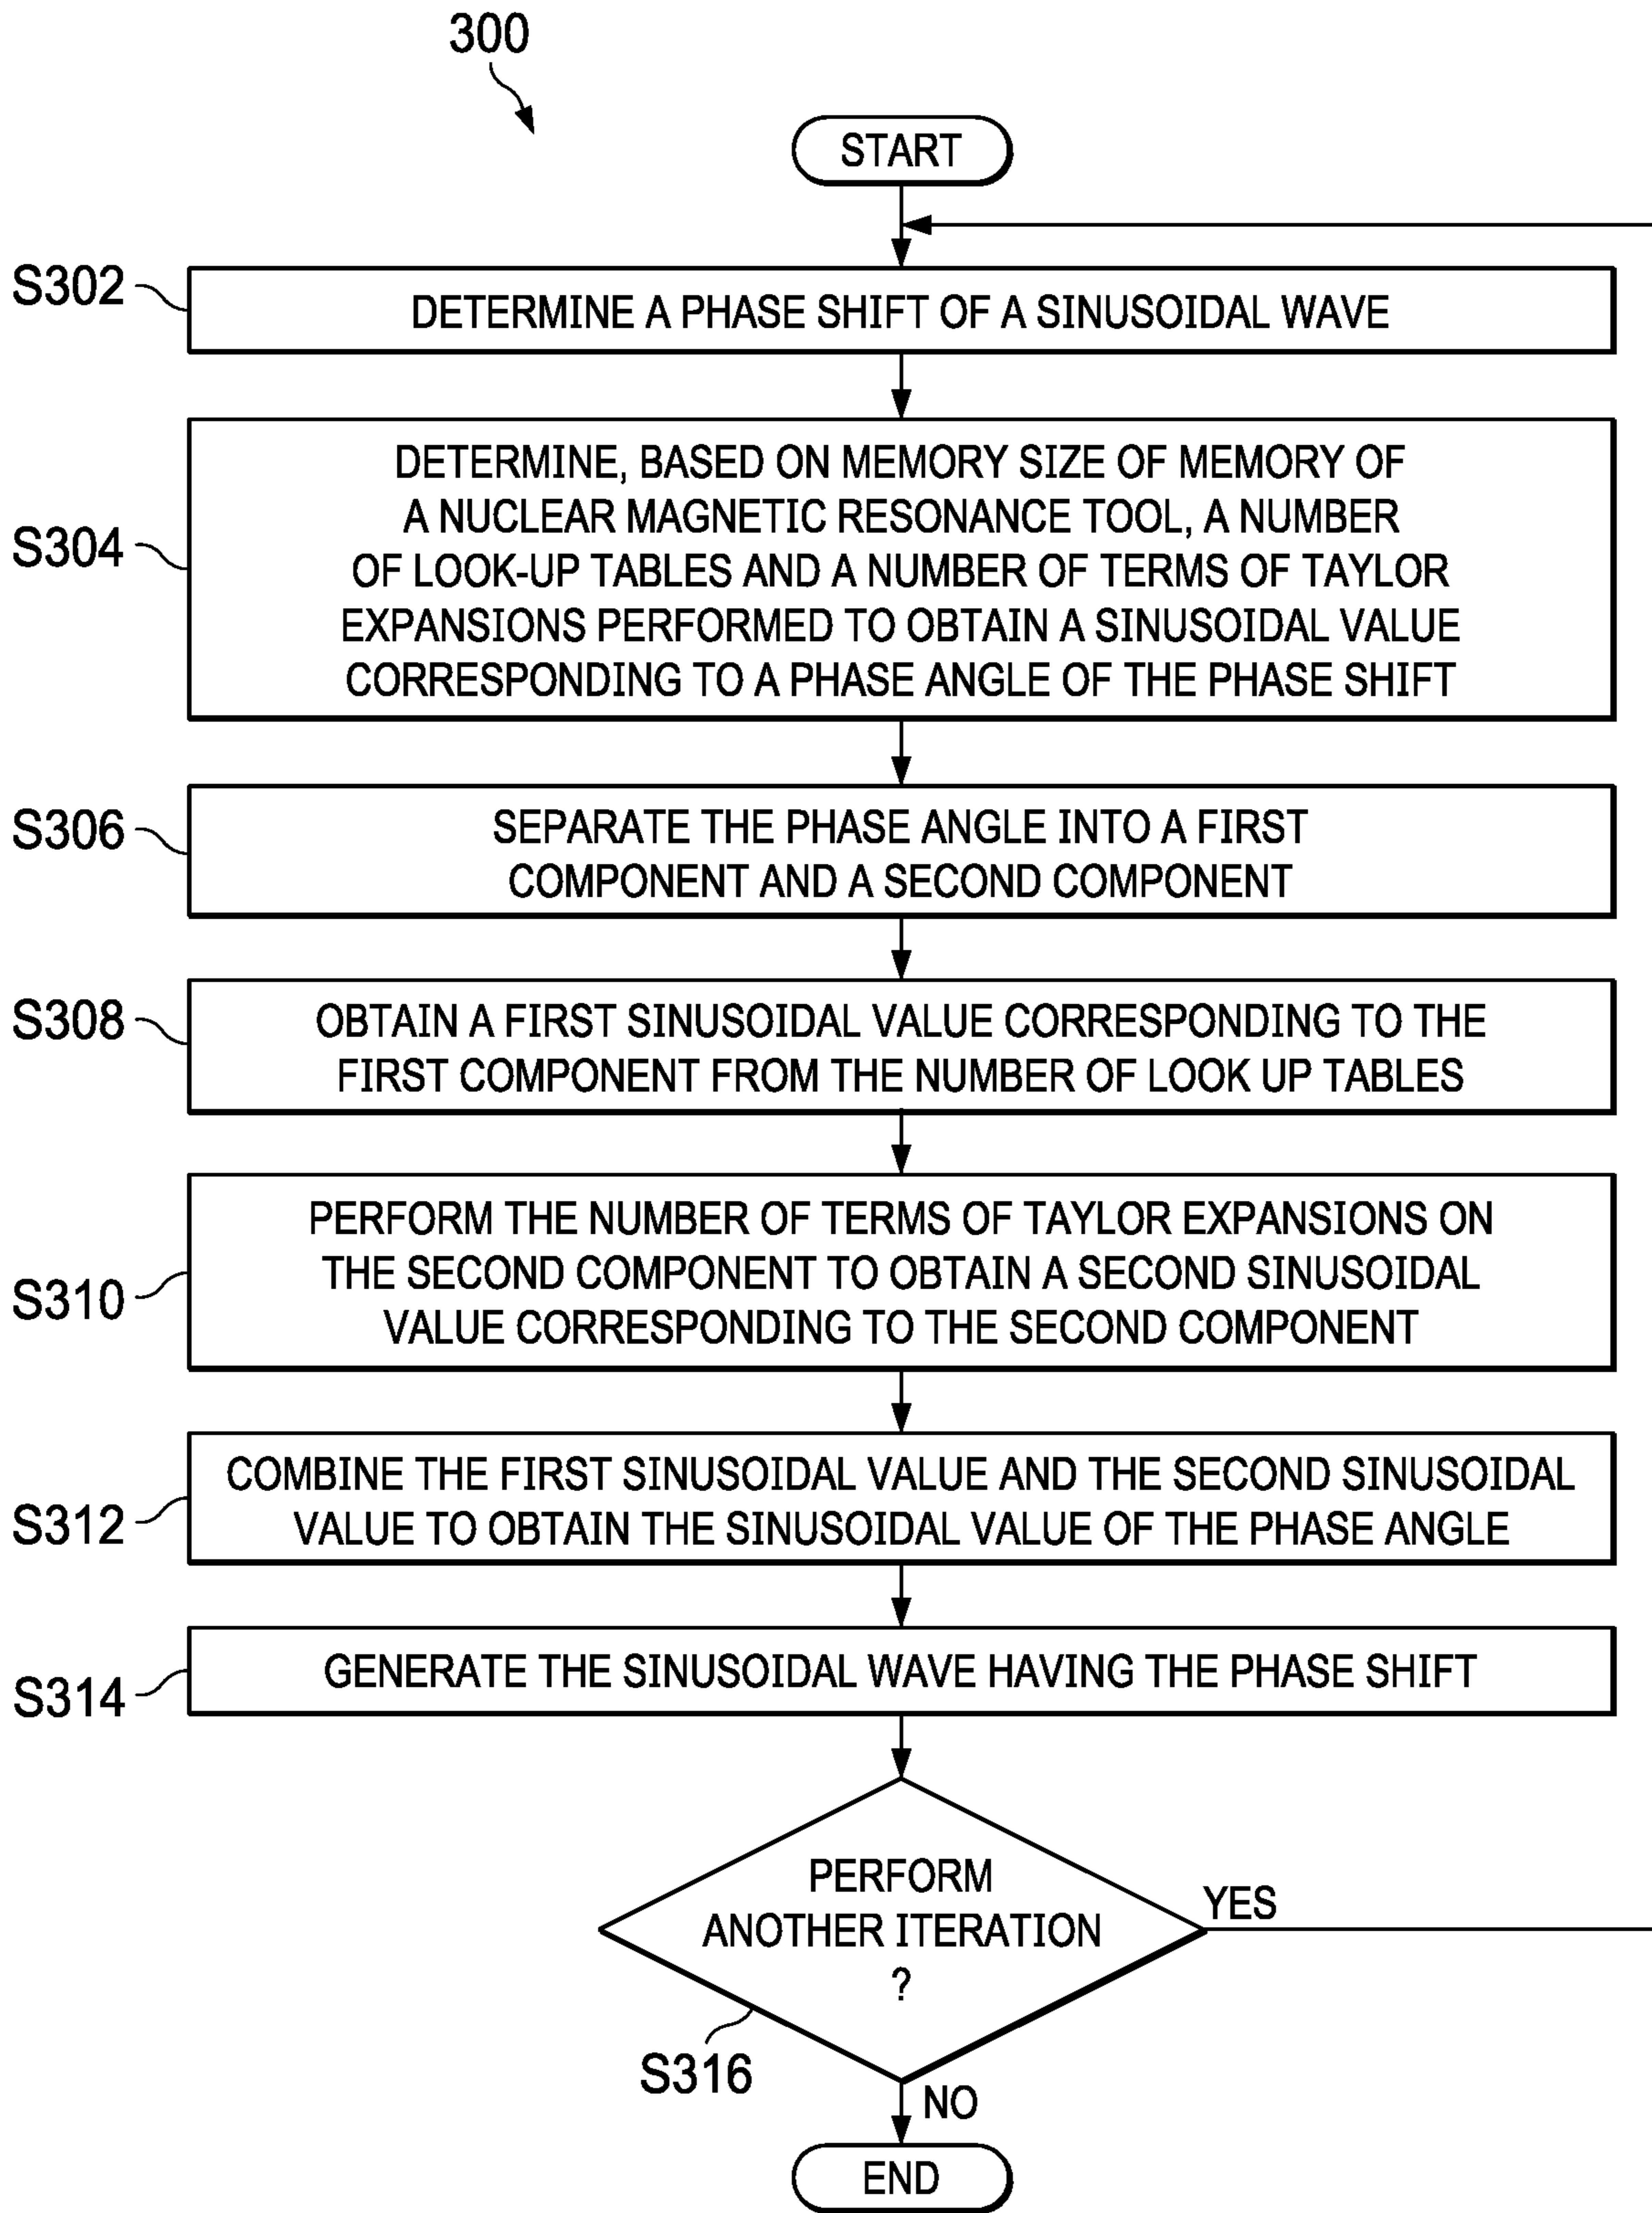 300
START
S302
DETERMINE A PHASE SHIFT OF A SINUSOIDAL WAVE
S304
DETERMINE, BASED ON MEMORY SIZE OF MEMORY OF
A NUCLEAR MAGNETIC RESONANCE TOOL, A NUMBER
OF LOOK-UP TABLES AND A NUMBER OF TERMS OF TAYLOR
EXPANSIONS PERFORMED TO OBTAIN A SINUSOIDAL VALUE
CORRESPONDING TO A PHASE ANGLE OF THE PHASE SHIFT
S306
SEPARATE THE PHASE ANGLE INTO A FIRST
COMPONENT AND A SECOND COMPONENT
S308
OBTAIN A FIRST SINUSOIDAL VALUE CORRESPONDING TO THE
FIRST COMPONENT FROM THE NUMBER OF LOOK UP TABLES
S310
PERFORM THE NUMBER OF TERMS OF TAYLOR EXPANSIONS ON
THE SECOND COMPONENT TO OBTAIN A SECOND SINUSOIDAL
VALUE CORRESPONDING TO THE SECOND COMPONENT
S312
COMBINE THE FIRST SINUSOIDAL VALUE AND THE SECOND SINUSOIDAL
VALUE TO OBTAIN THE SINUSOIDAL VALUE OF THE PHASE ANGLE
S314
GENERATE THE SINUSOIDAL WAVE HAVING THE PHASE SHIFT
PERFORM
ANOTHER ITERATION
?
YES
S316
NO
END